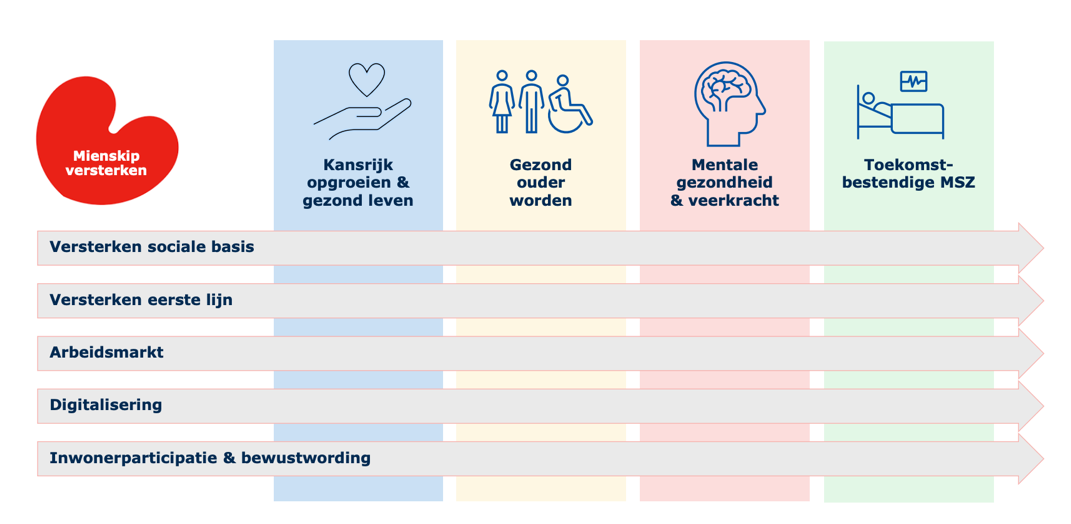 Mienskip
versterken
Kansrijk
opgroeien &
gezond leven
Gezond
ouder
worden
Mentale
gezondheid
& veerkracht
Toekomst-
bestendige MSZ
Versterken sociale basis
Versterken eerste lijn
Arbeidsmarkt
Digitalisering
Inwonerparticipatie & bewustwording